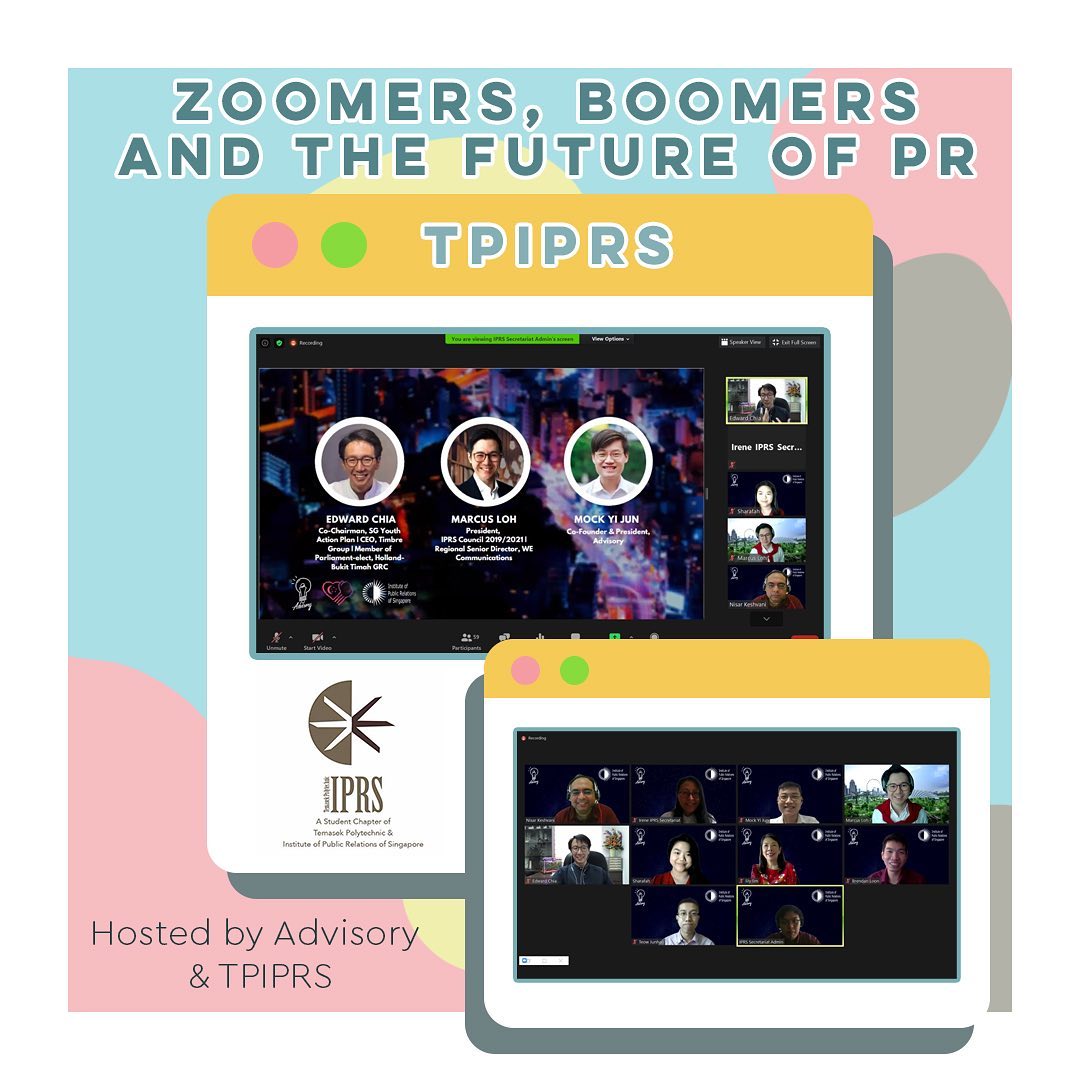 ZOOMERS, BOOMERS
AND THE FUTURE OF PR
TPIPRS
Recording
You are viewing IPRS Secretariat Admin's screen
View Options
Speaker View
Exit Full Screen
EDWARD CHIA
Co-Chairman, SG Youth
Action Plan | CEO, Timbre
Group | Member of
Parliament-elect, Holland-
Bukit Timah GRC
MARCUS LOH
President,
IPRS Council 2019/2021 |
Regional Senior Director, WE
Communications
MOCK YI JUN
Co-Founder & President,
Advisory
Advisory
Institute of
Public Relations
of Singapore
Edward Chia
Irene IPRS Secr...
Sharafah
Marcus Loh
Nisar Keshvani
Unmute
Start Video
59
Participants
Temasek Polytechnic
IPRS
A Student Chapter of
Temasek Polytechnic &
Institute of Public Relations of Singapore
Recording
Nisar Keshvani
Irene IPRS Secretariat
Mock Yi Jun
Marcus Loh
Edward Chia
Sharafah
Brendan Loon
Teow Junhao
IPRS Secretariat Admin
Hosted by Advisory
& TPIPRS